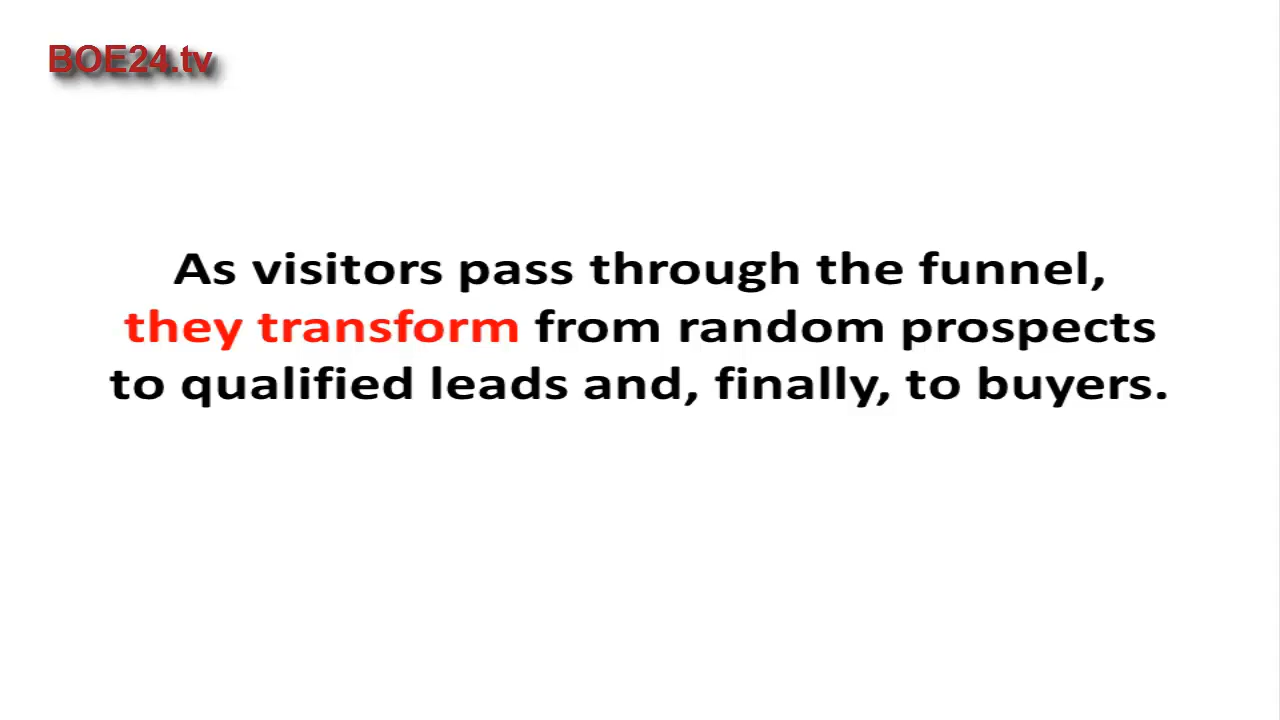 BOE24.tv
As visitors pass through the funnel,
they transform from random prospects
to qualified leads and, finally, to buyers.